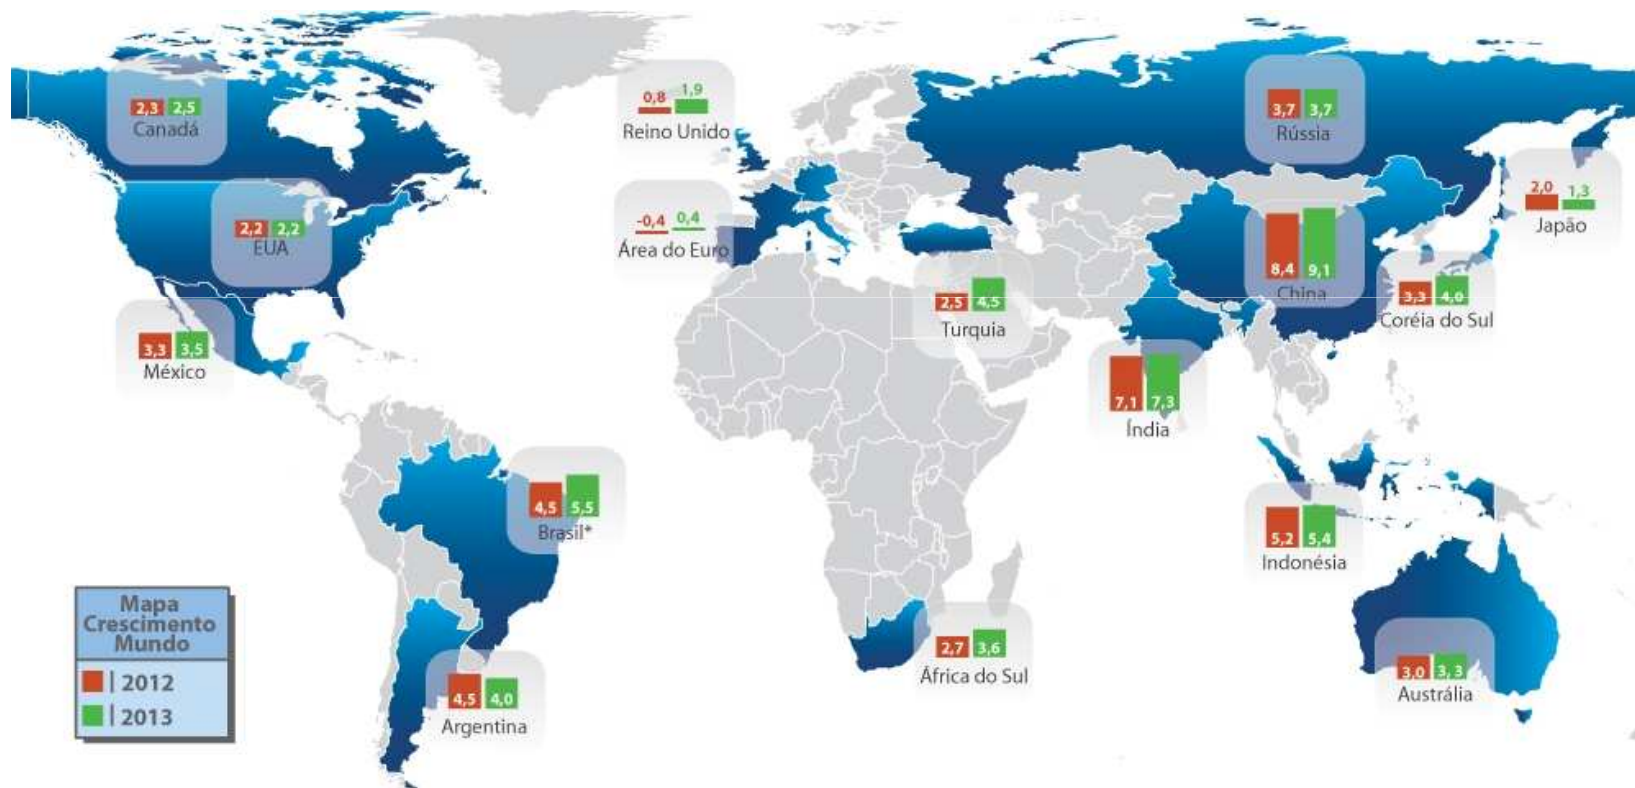 2,3 2,5
Canadá
2,2 2,2
EUA
3,3 3,5
México
0,8 1,9
Reino Unido
-0,4 0,4
Área do Euro
3,7 3,7
Rússia
2,0 1,3
Japão
8,4 9,1
China
3,3 4,0
Coréia do Sul
2,5 4,5
Turquia
7,1 7,3
Índia
4,5 5,5
Brasil*
5,2 5,4
Indonésia
2,7 3,6
África do Sul
3,0 3,3
Austrália
4,5 4,0
Argentina
Mapa
Crescimento
Mundo
| 2012
| 2013